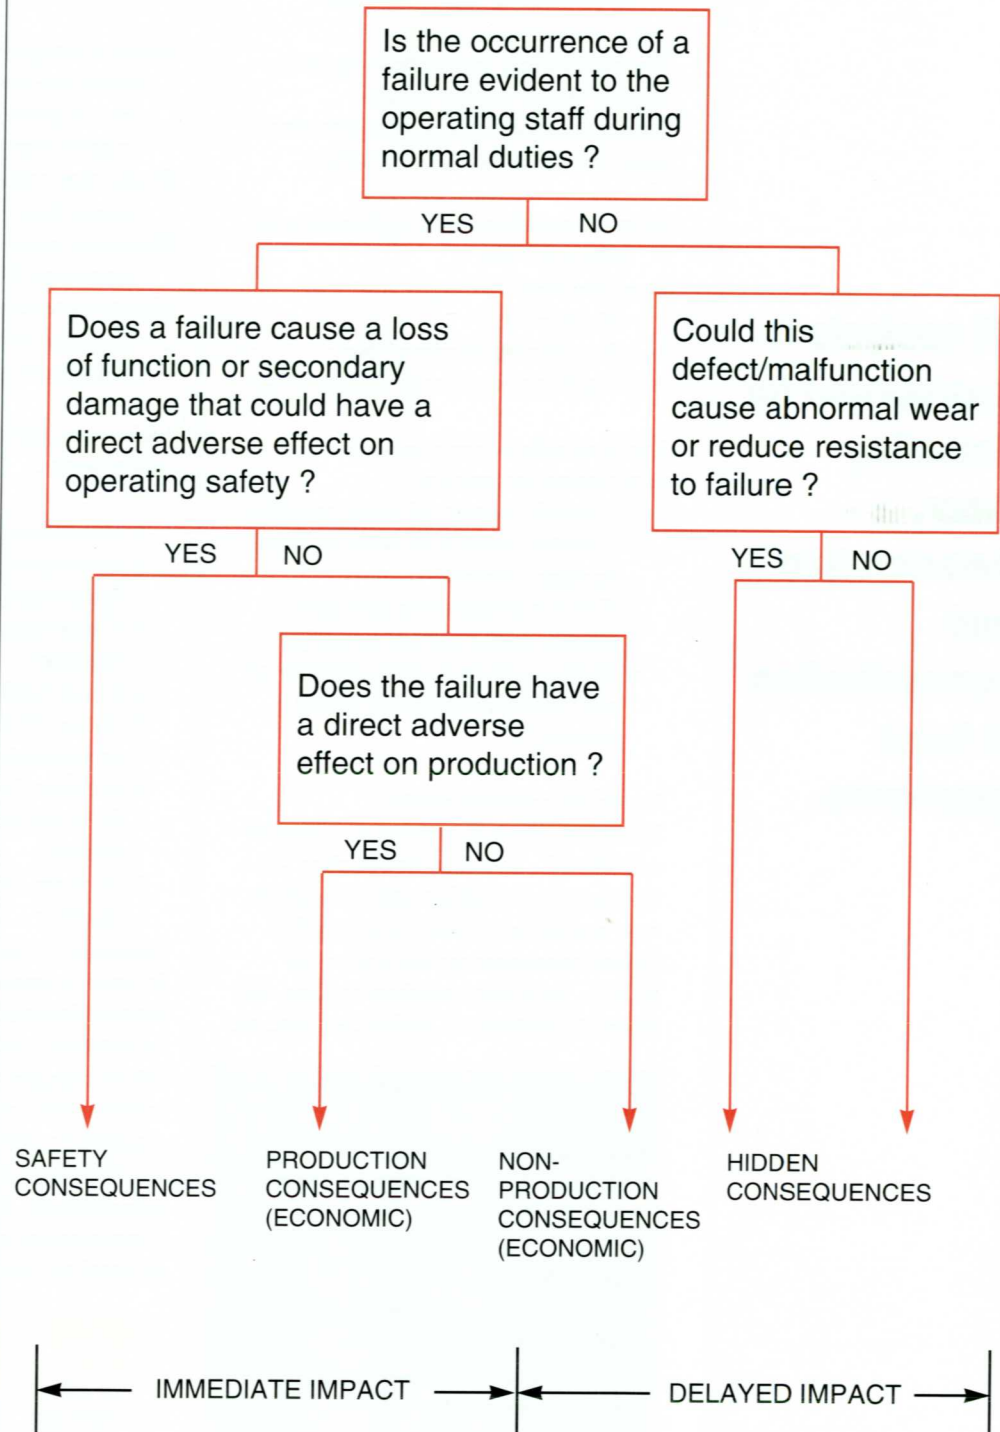 Is the occurrence of a
failure evident to the
operating staff during
normal duties ?
YES
NO
Does a failure cause a loss
of function or secondary
damage that could have a
direct adverse effect on
operating safety ?
Could this
defect/malfunction
cause abnormal wear
or reduce resistance
to failure ?
YES
NO
YES
NO
Does the failure have
a direct adverse
effect on production ?
YES
NO
SAFETY
CONSEQUENCES
PRODUCTION
CONSEQUENCES
(ECONOMIC)
NON-
PRODUCTION
CONSEQUENCES
(ECONOMIC)
HIDDEN
CONSEQUENCES
IMMEDIATE IMPACT
DELAYED IMPACT